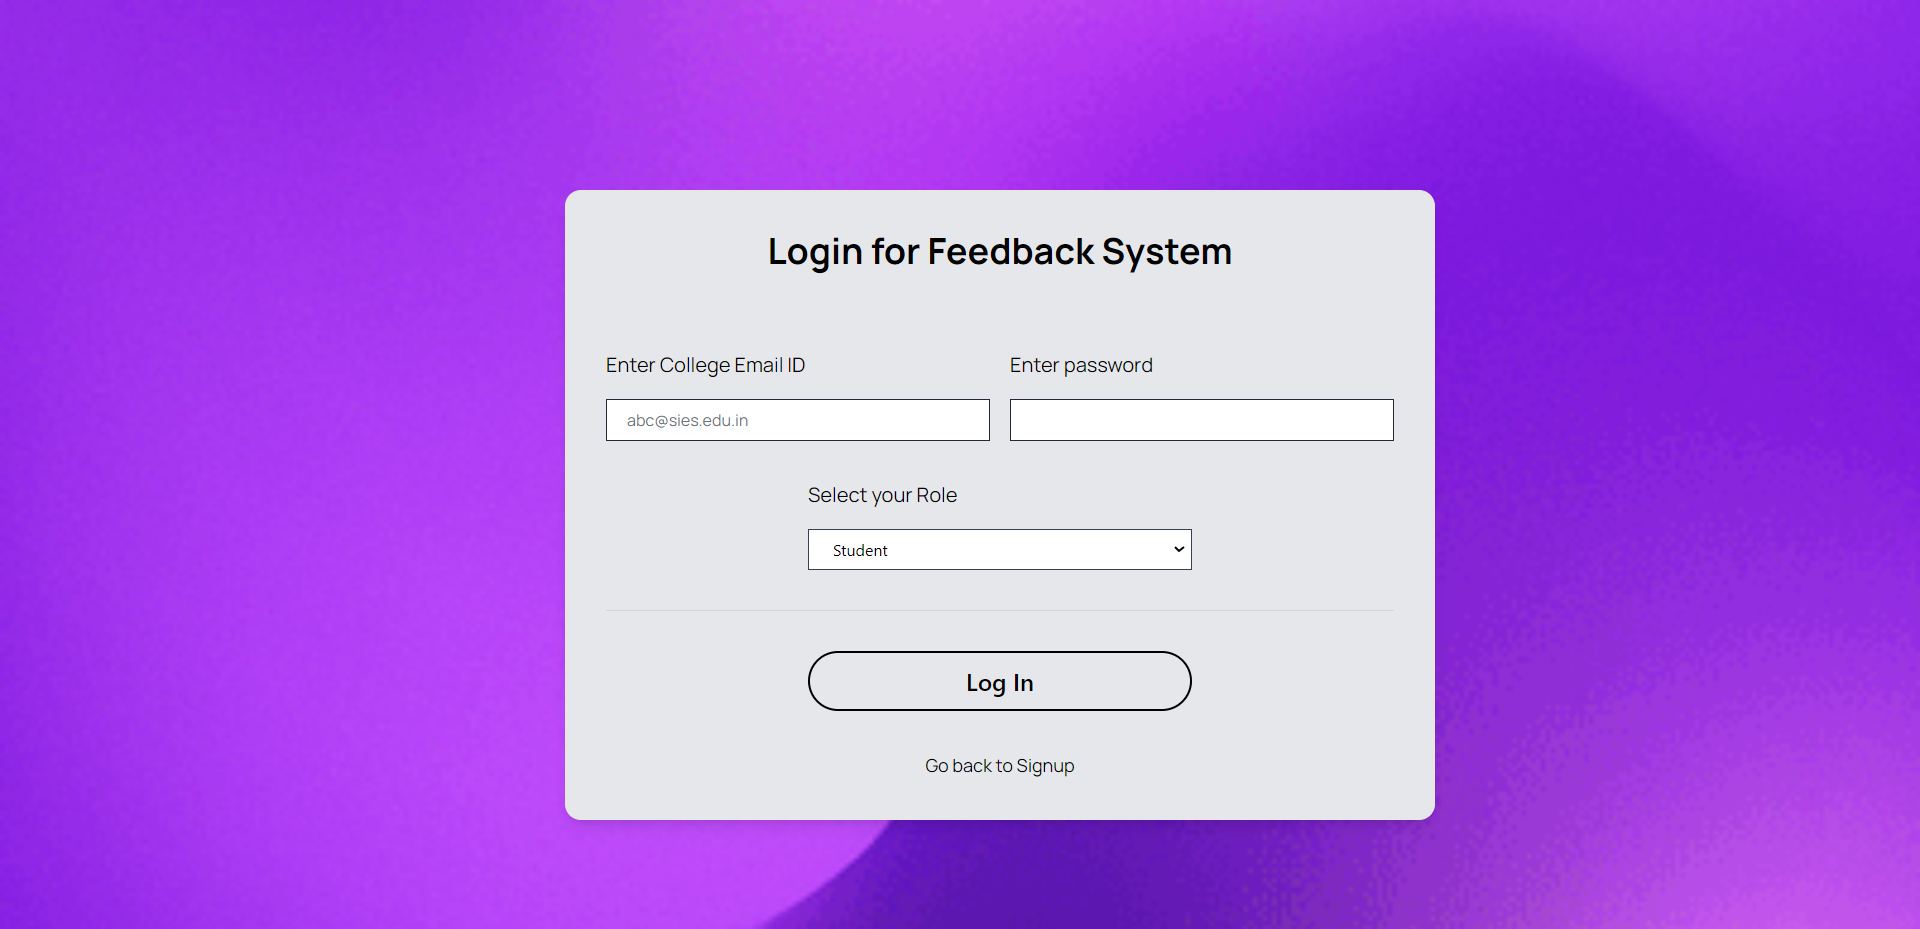 Login for Feedback System
Enter College Email ID
Enter password
abc@sies.edu.in
Select your Role
Student
Log In
Go back to Signup